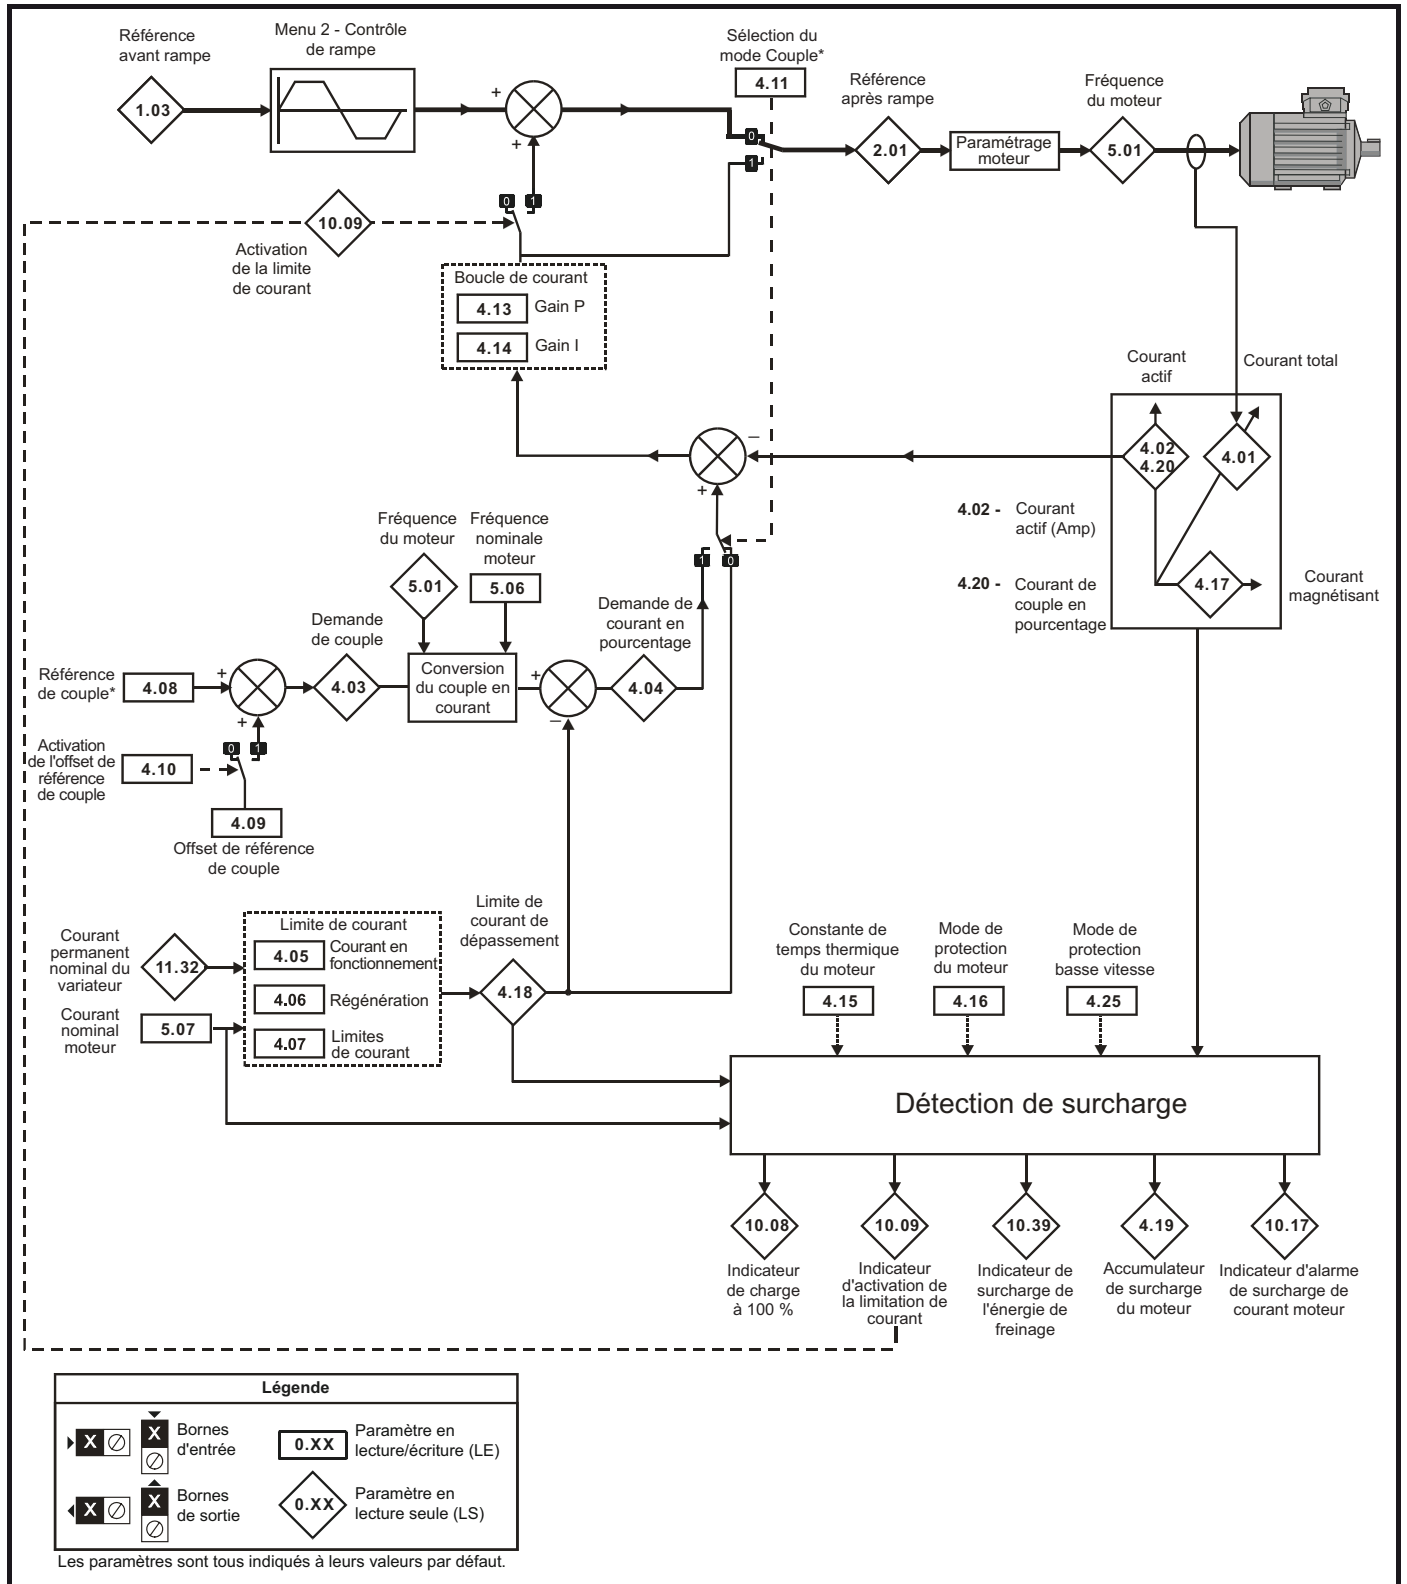 Référence
avant rampe
1.03
Menu 2 - Contrôle
de rampe
+
+
Sélection du
mode Couple*
4.11
0
1
Référence
après rampe
2.01
Paramétrage
moteur
Fréquence
du moteur
5.01
0 1
10.09
Activation
de la limite
de courant
Boucle de courant
4.13 Gain P
4.14 Gain I
Courant
actif
Courant total
4.02
4.20
4.01
4.17
Courant
magnétisant
4.02 - Courant
actif (Amp)
4.20 - Courant de
couple en
pourcentage
–
+
1 0
Fréquence
du moteur
5.01
Fréquence
nominale
moteur
5.06
Demande
de couple
4.03
Conversion
du couple en
courant
+
–
Demande de
courant en
pourcentage
4.04
Référence
de couple*
4.08
+
+
0 1
Activation
de l'offset de
référence
de couple
4.10
4.09
Offset de référence
de couple
Courant
permanent
nominal du
variateur
11.32
Courant
nominal
moteur
5.07
Limite de courant
4.05 Courant en
fonctionnement
4.06 Régénération
4.07 Limites
de courant
Limite de
courant de
dépassement
4.18
Constante de
temps thermique
du moteur
4.15
Mode de
protection
du moteur
4.16
Mode de
protection
basse vitesse
4.25
Détection de surcharge
10.08
Indicateur
de charge
à 100 %
10.09
Indicateur
d'activation de
la limitation de
courant
10.39
Indicateur de
surcharge de
l'énergie de
freinage
4.19
Accumulateur
de surcharge
du moteur
10.17
Indicateur d'alarme
de surcharge de
courant moteur
Légende
X X Bornes
d'entrée
0.XX Paramètre en
lecture/écriture (LE)
X X Bornes
de sortie
0.XX Paramètre en
lecture seule (LS)
Les paramètres sont tous indiqués à leurs valeurs par défaut.